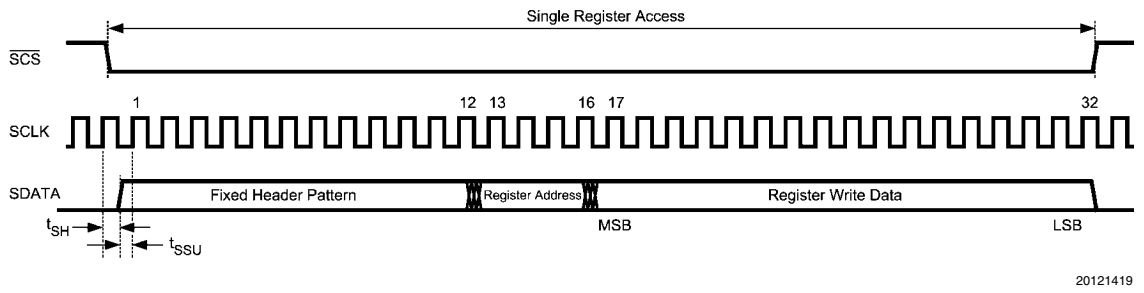 Single Register Access
SCS
1 12 13 16 17 32
SCLK
SDATA Fixed Header Pattern Register Address Register Write Data
tSH MSB LSB
tSSU
20121419